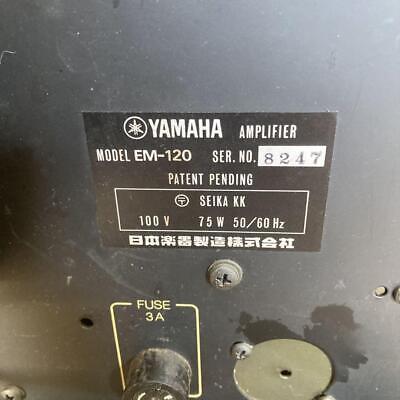 YAMAHA AMPLIFIER
MODEL EM-120 SER. NO. 8247
PATENT PENDING
〒 SEIKA KK
100 V 75 W 50/60 Hz
日本楽器製造株式会社
FUSE
3A